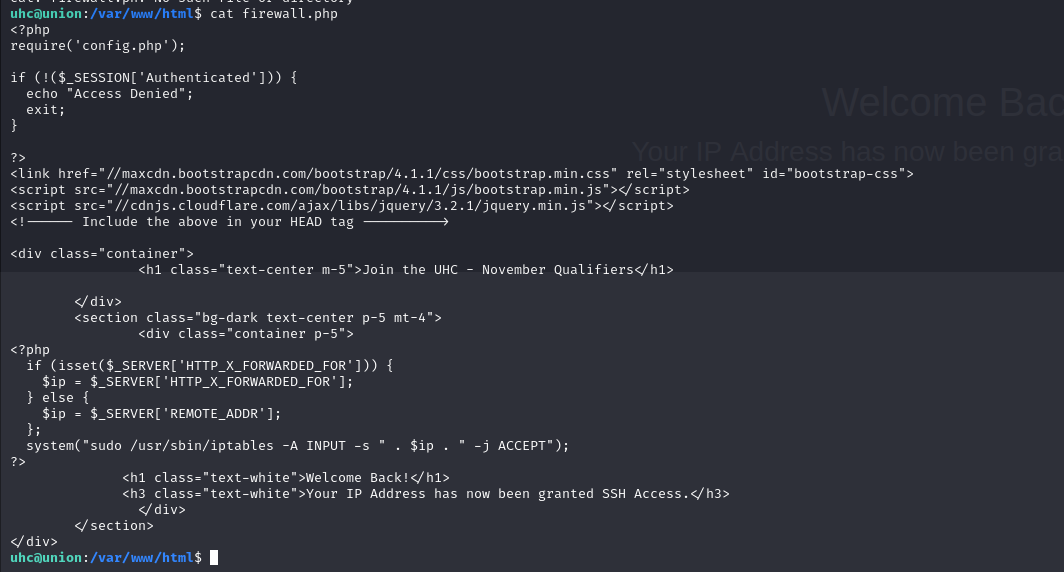 uhc@union:/var/www/html$ cat firewall.php
<?php
require('config.php');
if (!($_SESSION['Authenticated'])) {
  echo "Access Denied";
  exit;
}
Welcome Bac
?>
Your IP Address has now been gra
<link href="//maxcdn.bootstrapcdn.com/bootstrap/4.1.1/css/bootstrap.min.css" rel="stylesheet" id="bootstrap-css">
<script src="//maxcdn.bootstrapcdn.com/bootstrap/4.1.1/js/bootstrap.min.js"></script>
<script src="//cdnjs.cloudflare.com/ajax/libs/jquery/3.2.1/jquery.min.js"></script>
<!------ Include the above in your HEAD tag ---------->
<div class="container">
                <h1 class="text-center m-5">Join the UHC - November Qualifiers</h1>
        </div>
        <section class="bg-dark text-center p-5 mt-4">
                <div class="container p-5">
<?php
  if (isset($_SERVER['HTTP_X_FORWARDED_FOR'])) {
    $ip = $_SERVER['HTTP_X_FORWARDED_FOR'];
  } else {
    $ip = $_SERVER['REMOTE_ADDR'];
  };
  system("sudo /usr/sbin/iptables -A INPUT -s " . $ip . " -j ACCEPT");
?>
              <h1 class="text-white">Welcome Back!</h1>
              <h3 class="text-white">Your IP Address has now been granted SSH Access.</h3>
                </div>
        </section>
</div>
uhc@union:/var/www/html$